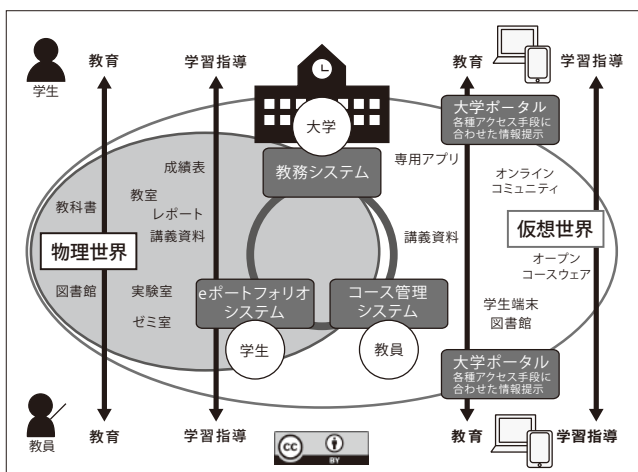 教育
学習指導
教育
学習指導
学生
大学
大学ポータル
各種アクセス手段に
合わせた情報提示
成績表
教務システム
専用アプリ
オンライン
コミュニティ
教科書
教室
レポート
講義資料
講義資料
物理世界
仮想世界
オープン
コースウェア
図書館
実験室
ゼミ室
eポートフォリオ
システム
コース管理
システム
学生端末
図書館
学生
教員
大学ポータル
各種アクセス手段に
合わせた情報提示
教員
教育
学習指導
教育
学習指導
cc
BY